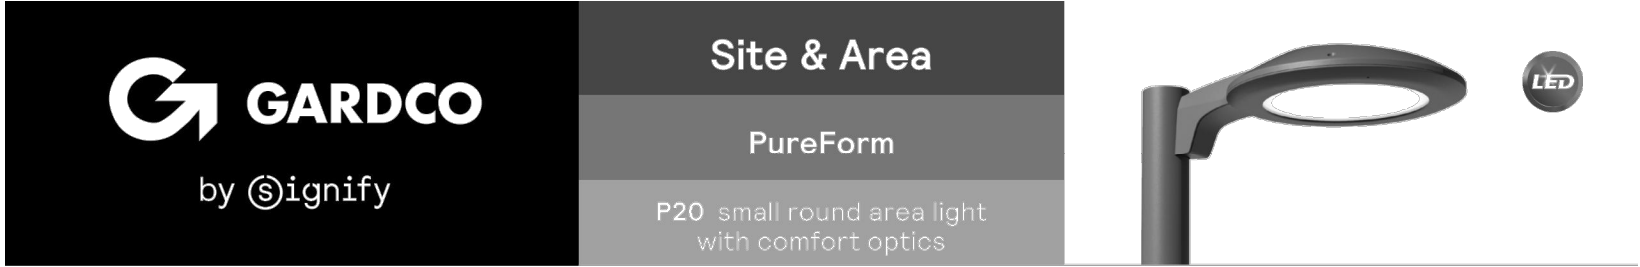 GARDCO
by signify
Site & Area
PureForm
P20 small round area light
with comfort optics
LED